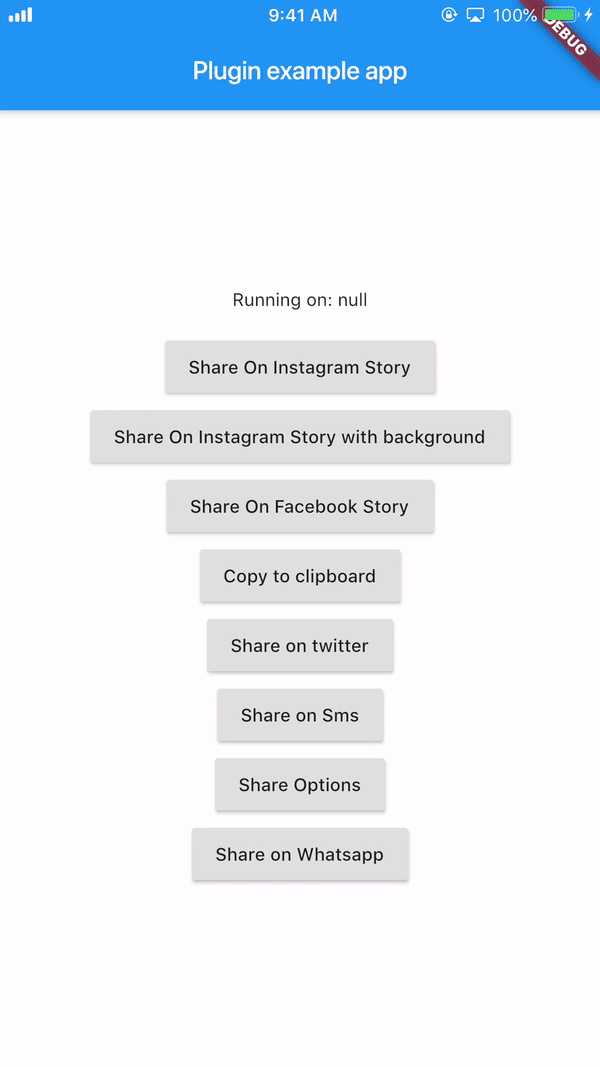 9:41 AM
100%
DEBUG
Plugin example app
Running on: null
Share On Instagram Story
Share On Instagram Story with background
Share On Facebook Story
Copy to clipboard
Share on twitter
Share on Sms
Share Options
Share on Whatsapp